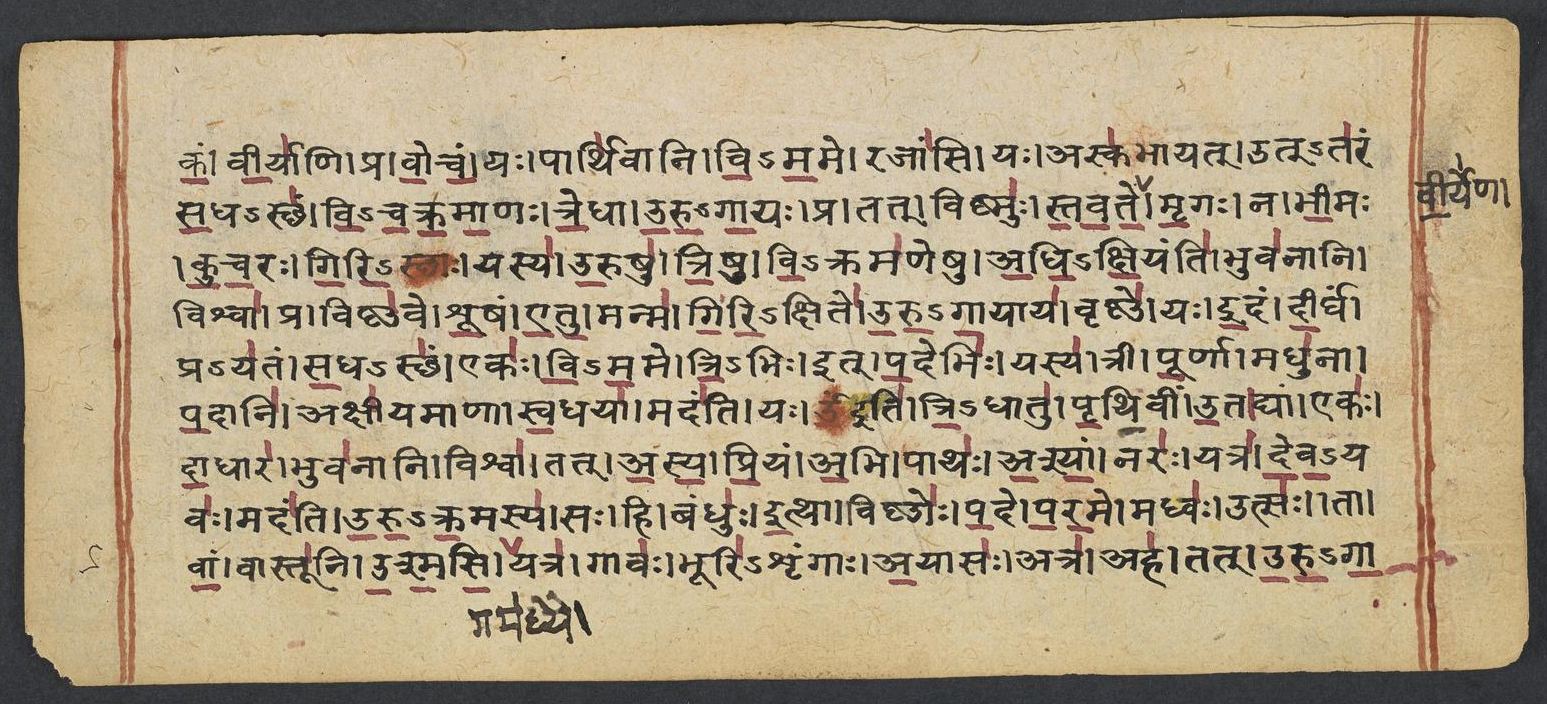 कं। वीर्याणि। प्र। वोचं। यः। पार्थिवानि। विऽममे। रजांसि। यः। अस्कभायत्। उत्ऽतरं
सधऽस्थं। विऽचक्रमाणः। त्रेधा। उरुऽगायः। प्र। तत्। विष्णुः। स्तवते। मृगः। न। भीमः
वीर्येण।
। कुचरः। गिरिऽस्थाः। यस्य। उरुषु। त्रिषु। विऽक्रमणेषु। अधिऽक्षियंति। भुवनानि।
विश्वा। प्र। विष्णवे। शूषं। एतु। मन्म। गिरिऽक्षिते। उरुऽगायाय। वृष्णे। यः। इदं। दीर्घं।
प्रऽयतं। सधऽस्थं। एकः। विऽममे। त्रिऽभिः। इत्। पदेभिः। यस्य। त्री। पूर्णा। मधुना।
पदानि। अक्षीयमाणा। स्वधया। मदंति। यः। ऊं इति। त्रिऽधातु। पृथिवीं। उत। द्यां। एकः।
दाधार। भुवनानि। विश्वा। तत्। अस्य। प्रियं। अभि। पाथः। अश्यां। नरः। यत्र। देवऽय
वः। मदंति। उरुऽक्रमस्य। सः। हि। बंधुः। इत्था। विष्णोः। पदे। परमे। मध्वः। उत्सः।। ता।
वां। वास्तूनि। उश्मसि। यत्र। गावः। भूरिऽशृंगाः। अयासः। अत्र। अह। तत्। उरुऽगा
गमध्ये।